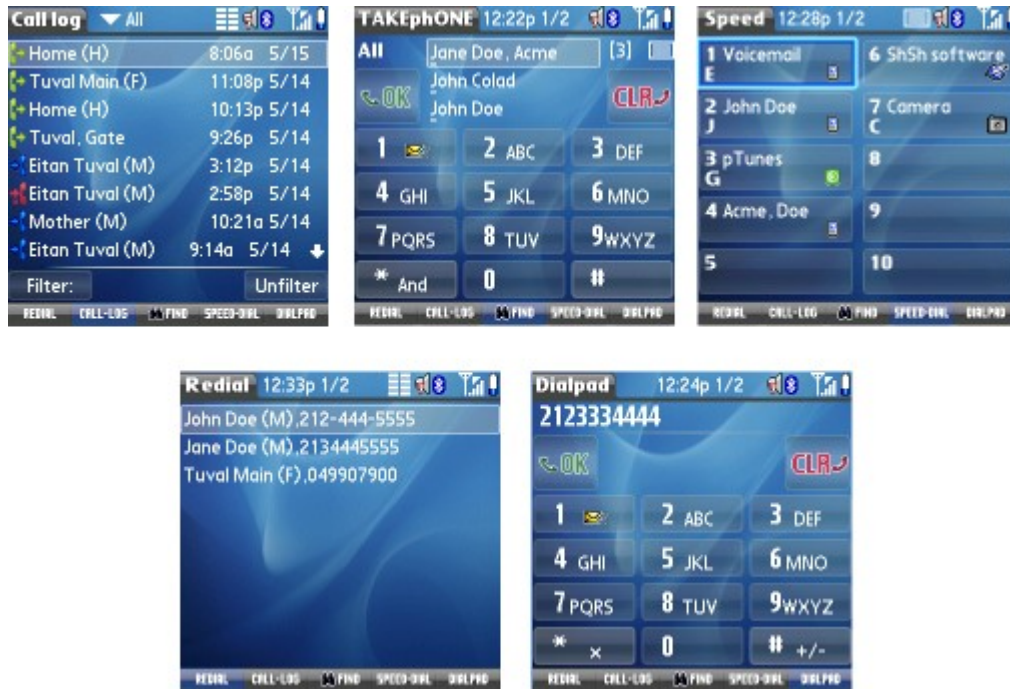 Call log All
Home (H) 8:06a 5/15
Tuval Main (F) 11:08p 5/14
Home (H) 10:13p 5/14
Tuval, Gate 9:26p 5/14
Eitan Tuval (M) 3:12p 5/14
Eitan Tuval (M) 2:58p 5/14
Mother (M) 10:21a 5/14
Eitan Tuval (M) 9:14a 5/14
Filter: Unfilter
REDIAL CALL-LOG FIND SPEED-DIAL DIALPAD
TAKEphONE 12:22p 1/2
All Jane Doe, Acme (3)
John Colad
OK John Doe CLR
1 2 ABC 3 DEF
4 GHI 5 JKL 6 MNO
7 PQRS 8 TUV 9 WXYZ
* And 0 #
REDIAL CALL-LOG FIND SPEED-DIAL DIALPAD
Speed 12:28p 1/2
1 Voicemail 6 ShSh software
E
2 John Doe 7 Camera
J C
3 pTunes 8
G
4 Acme, Doe 9
5 10
REDIAL CALL-LOG FIND SPEED-DIAL DIALPAD
Redial 12:33p 1/2
John Doe (M),212-444-5555
Jane Doe (M),2134445555
Tuval Main (F),049907900
REDIAL CALL-LOG FIND SPEED-DIAL DIALPAD
Dialpad 12:24p 1/2
2123334444
OK CLR
1 2 ABC 3 DEF
4 GHI 5 JKL 6 MNO
7 PQRS 8 TUV 9 WXYZ
* x 0 # +/-
REDIAL CALL-LOG FIND SPEED-DIAL DIALPAD